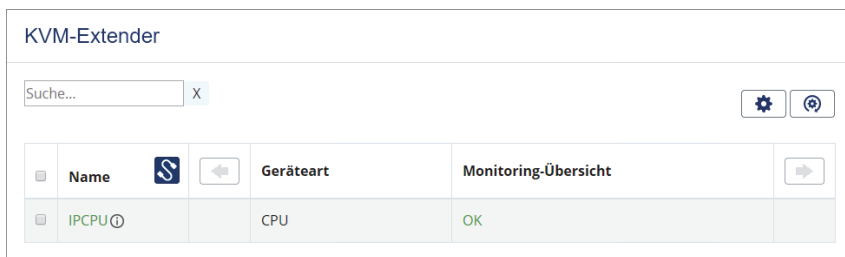 KVM-Extender
Suche... X
Name Geräteart Monitoring-Übersicht
IPCPU CPU OK